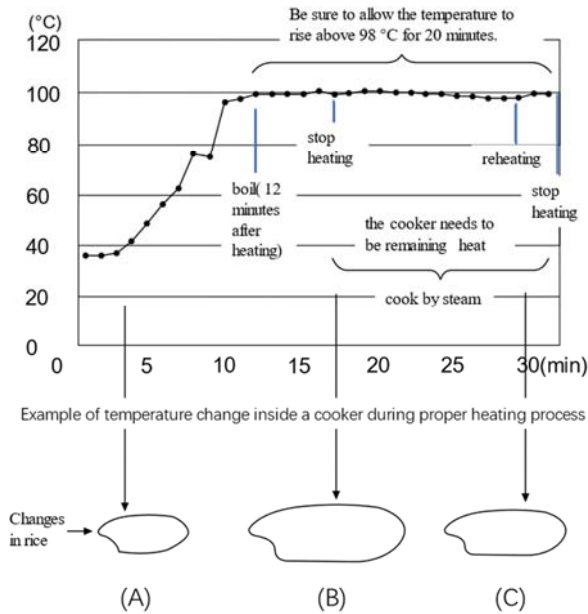 (°C)
Be sure to allow the temperature to
rise above 98 °C for 20 minutes.
120
100
80
60
40
20
0
stop
heating
reheating
boil( 12
minutes
after
heating)
stop
heating
the cooker needs to
be remaining heat
cook by steam
0 5 10 15 20 25 30(min)
Example of temperature change inside a cooker during proper heating process
Changes
in rice
(A) (B) (C)